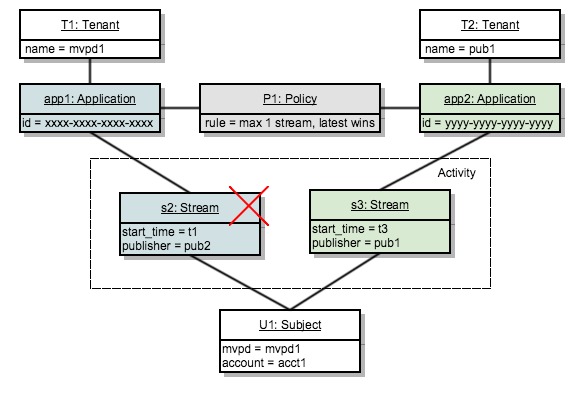 T1: Tenant
name = mvpd1
T2: Tenant
name = pub1
app1: Application
id = xxxx-xxxx-xxxx-xxxx
P1: Policy
rule = max 1 stream, latest wins
app2: Application
id = yyyy-yyyy-yyyy-yyyy
Activity
s2: Stream
start_time = t1
publisher = pub2
s3: Stream
start_time = t3
publisher = pub1
U1: Subject
mvpd = mvpd1
account = acct1